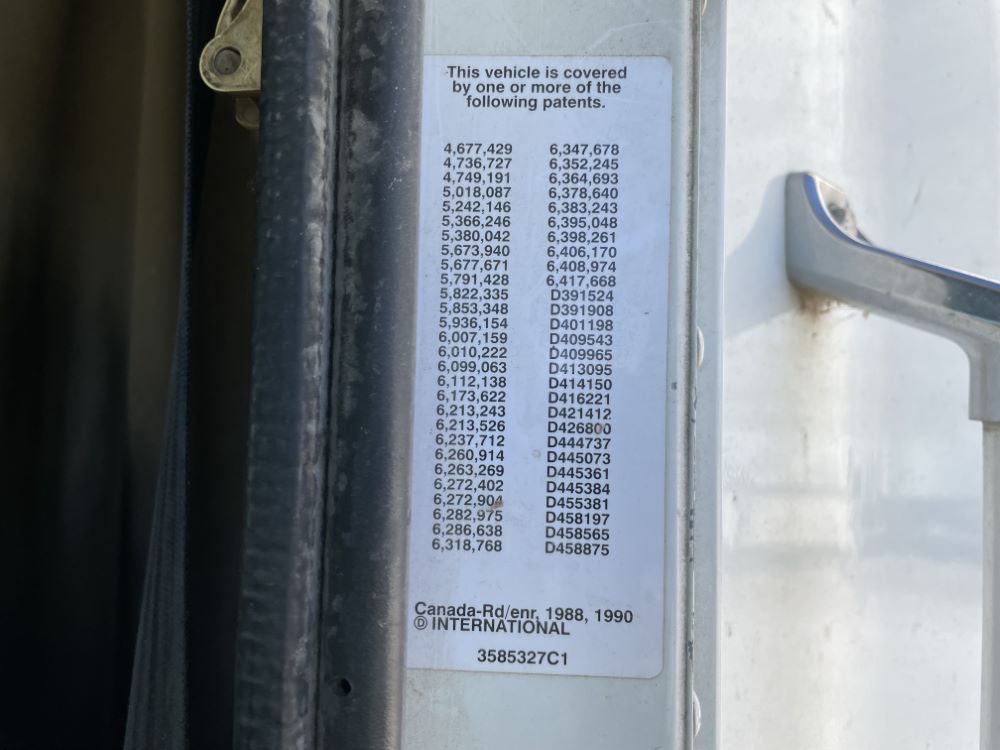 This vehicle is covered
by one or more of the
following patents.
4,677,429 6,347,678
4,736,727 6,352,245
4,749,191 6,364,693
5,018,087 6,378,640
5,242,146 6,383,243
5,366,246 6,395,048
5,380,042 6,398,261
5,673,940 6,406,170
5,677,671 6,408,974
5,791,428 6,417,668
5,822,335 D391524
5,853,348 D391908
5,936,154 D401198
6,007,159 D409543
6,010,222 D409965
6,099,063 D413095
6,112,138 D414150
6,173,622 D416221
6,213,243 D421412
6,213,526 D426800
6,237,712 D444737
6,260,914 D445073
6,263,269 D445361
6,272,402 D445384
6,272,904 D455381
6,282,975 D458197
6,286,638 D458565
6,318,768 D458875
Canada-Rd/enr. 1988, 1990
Ⓓ INTERNATIONAL
3585327C1